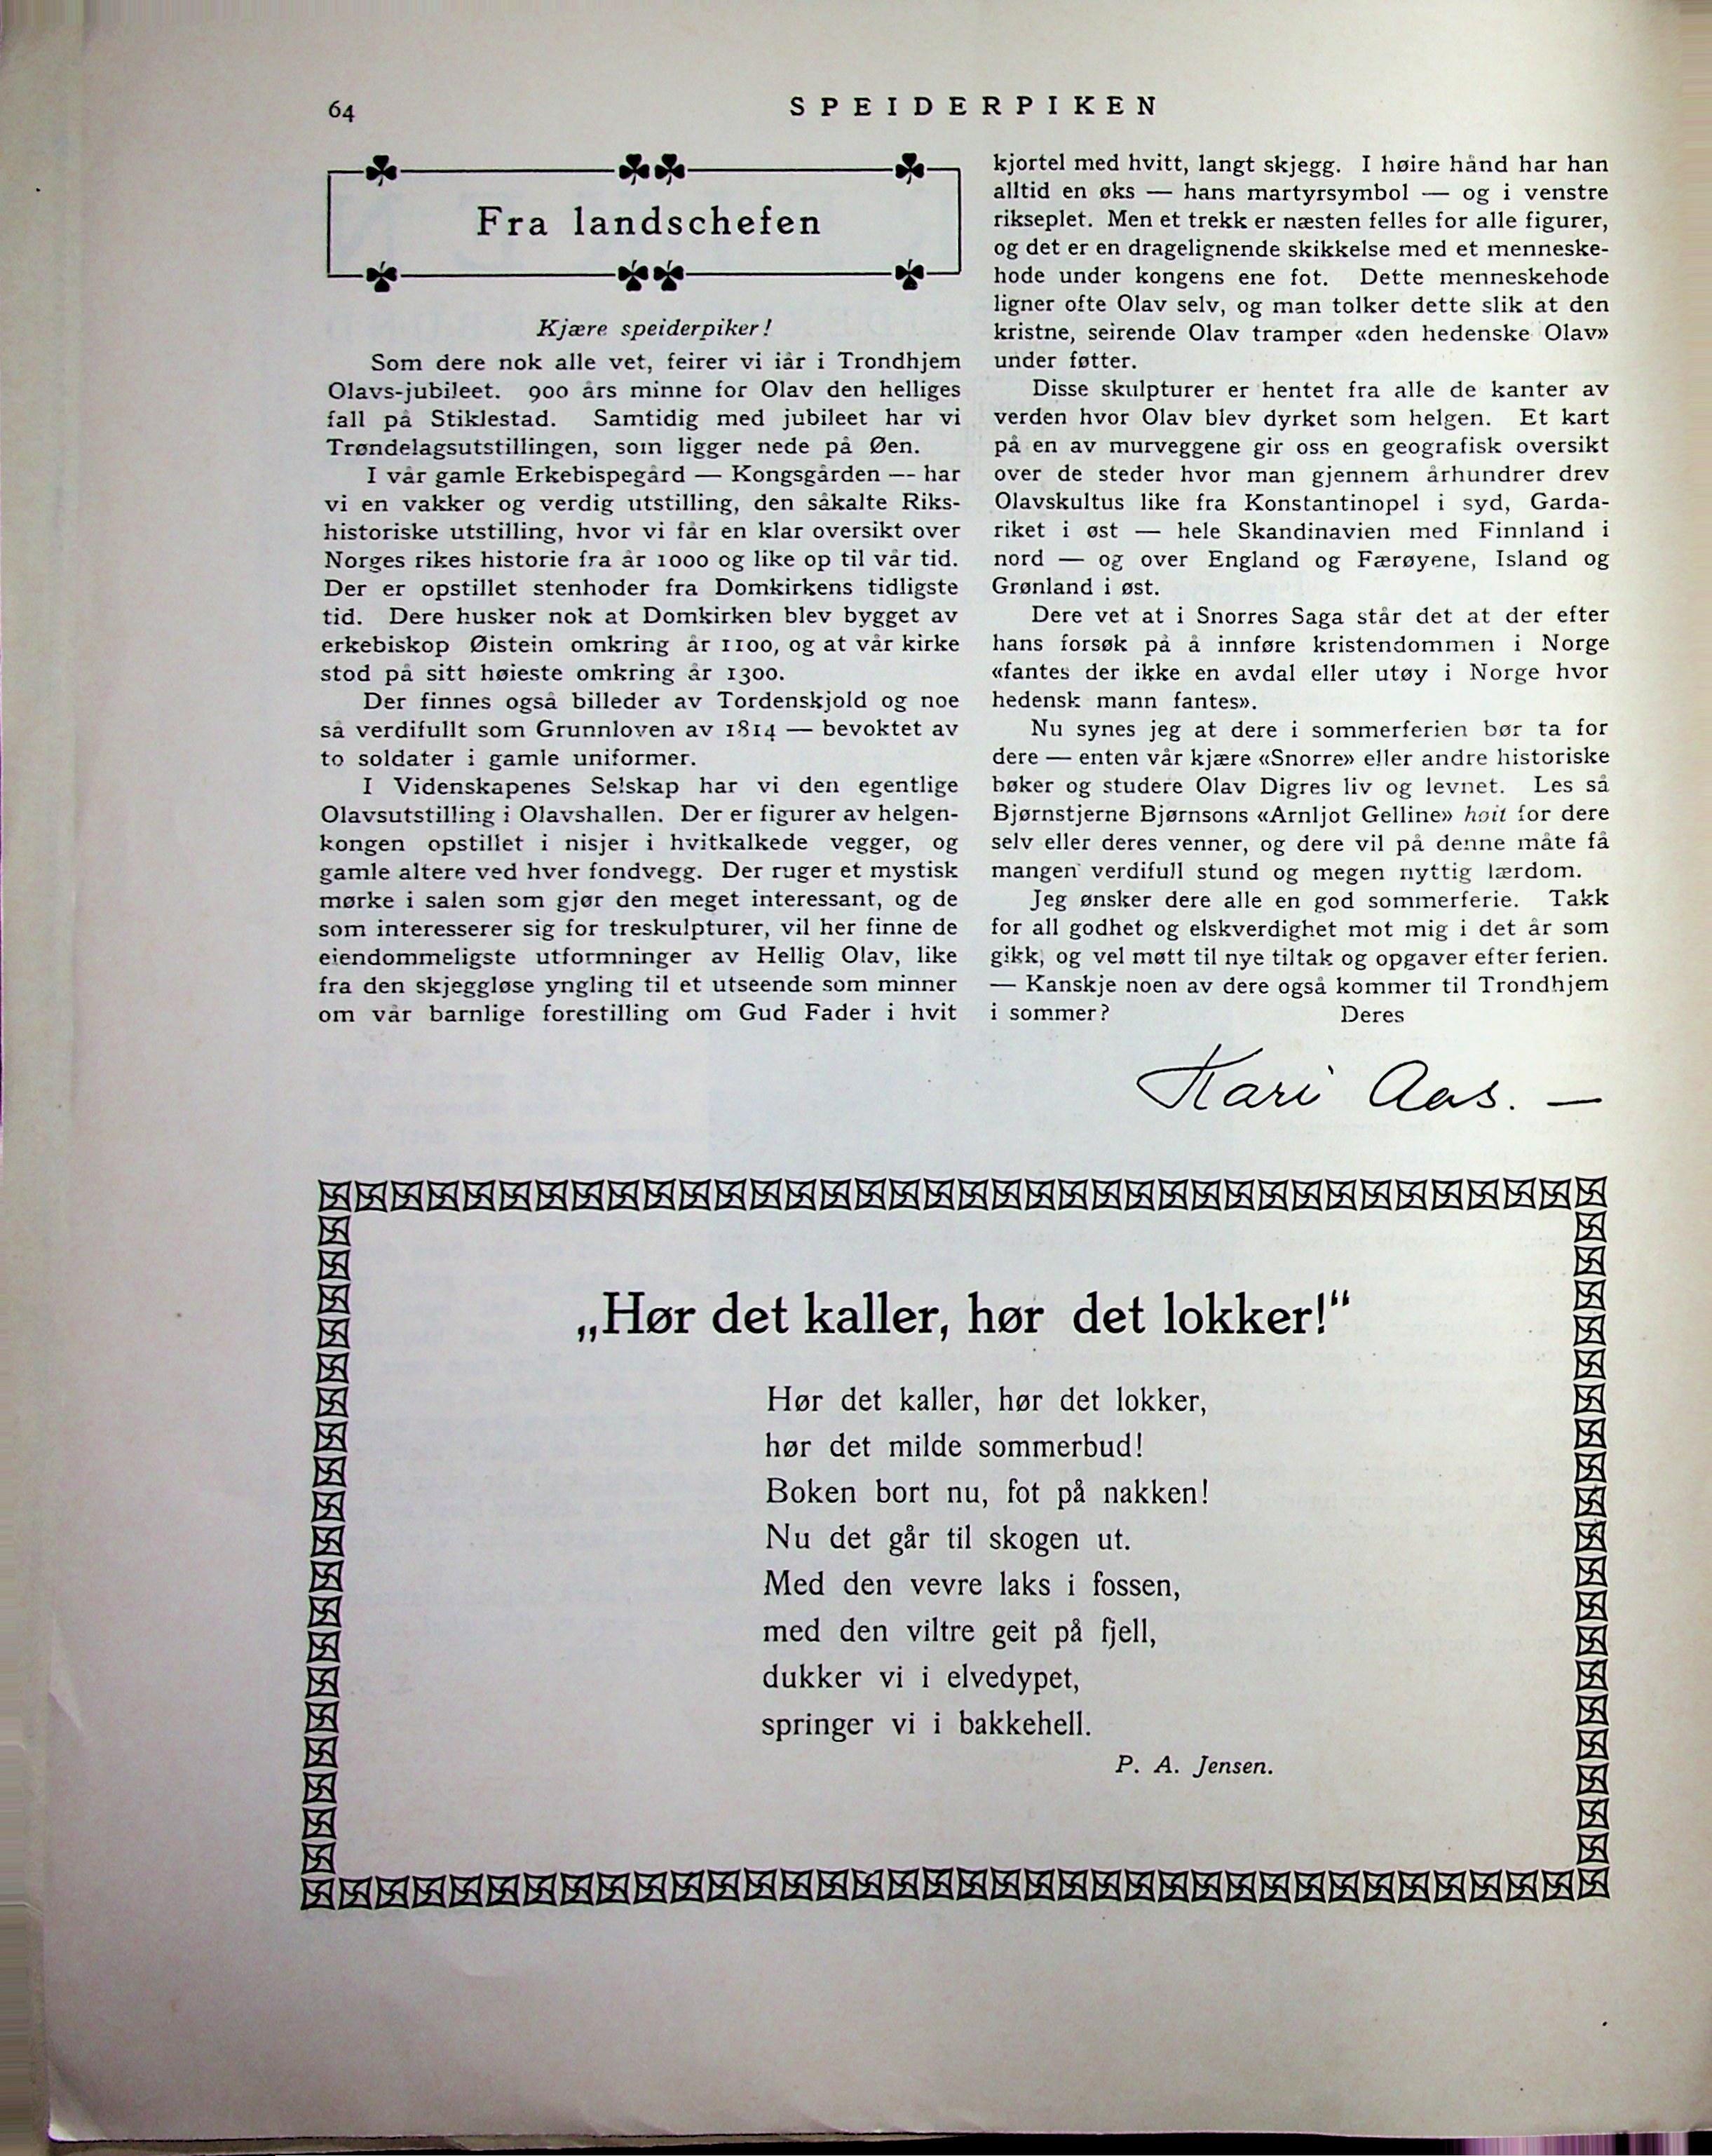 64
SPEIDERPIKEN
Fra landschefen
Kjære speiderpiker!
Som dere nok alle vet, feirer vi iår i Trondhjem
Olavs-jubileet. 900 års minne for Olav den helliges
fall på Stiklestad. Samtidig med jubileet har vi
Trøndelagsutstillingen, som ligger nede på Øen.
I vår gamle Erkebispegård — Kongsgården — har
vi en vakker og verdig utstilling, den såkalte Riks-
historiske utstilling, hvor vi får en klar oversikt over
Norges rikes historie fra år 1000 og like op til vår tid.
Der er opstillet stenhoder fra Domkirkens tidligste
tid. Dere husker nok at Domkirken blev bygget av
erkebiskop Øistein omkring år 1100, og at vår kirke
stod på sitt høieste omkring år 1300.
Der finnes også billeder av Tordenskjold og noe
så verdifullt som Grunnloven av 1814 — bevoktet av
to soldater i gamle uniformer.
I Videnskapenes Selskap har vi den egentlige
Olavsutstilling i Olavshallen. Der er figurer av helgen-
kongen opstillet i nisjer i hvitkalkede vegger, og
gamle altere ved hver fondvegg. Der ruger et mystisk
mørke i salen som gjør den meget interessant, og de
som interesserer sig for treskulpturer, vil her finne de
eiendommeligste utformninger av Hellig Olav, like
fra den skjeggløse yngling til et utseende som minner
om vår barnlige forestilling om Gud Fader i hvit
kjortel med hvitt, langt skjegg. I høire hånd har han
alltid en øks — hans martyrsymbol — og i venstre
rikseplet. Men et trekk er næsten felles for alle figurer,
og det er en dragelignende skikkelse med et menneske-
hode under kongens ene fot. Dette menneskehode
ligner ofte Olav selv, og man tolker dette slik at den
kristne, seirende Olav tramper «den hedenske Olav»
under føtter.
Disse skulpturer er hentet fra alle de kanter av
verden hvor Olav blev dyrket som helgen. Et kart
på en av murveggene gir oss en geografisk oversikt
over de steder hvor man gjennem århundrer drev
Olavskultus like fra Konstantinopel i syd, Garda-
riket i øst — hele Skandinavien med Finnland i
nord — og over England og Færøyene, Island og
Grønland i øst.
Dere vet at i Snorres Saga står det at der efter
hans forsøk på å innføre kristendommen i Norge
«fantes der ikke en avdal eller utøy i Norge hvor
hedensk mann fantes».
Nu synes jeg at dere i sommerferien bør ta for
dere — enten vår kjære «Snorre» eller andre historiske
bøker og studere Olav Digres liv og levnet. Les så
Bjørnstjerne Bjørnsons «Arnljot Gelline» høit for dere
selv eller deres venner, og dere vil på denne måte få
mangen verdifull stund og megen nyttig lærdom.
Jeg ønsker dere alle en god sommerferie. Takk
for all godhet og elskverdighet mot mig i det år som
gikk, og vel møtt til nye tiltak og opgaver efter ferien.
— Kanskje noen av dere også kommer til Trondhjem
i sommer? Deres
Kari Aas. —
„Hør det kaller, hør det lokker!“
Hør det kaller, hør det lokker,
hør det milde sommerbud!
Boken bort nu, fot på nakken!
Nu det går til skogen ut.
Med den vevre laks i fossen,
med den viltre geit på fjell,
dukker vi i elvedypet,
springer vi i bakkehell.
P. A. Jensen.